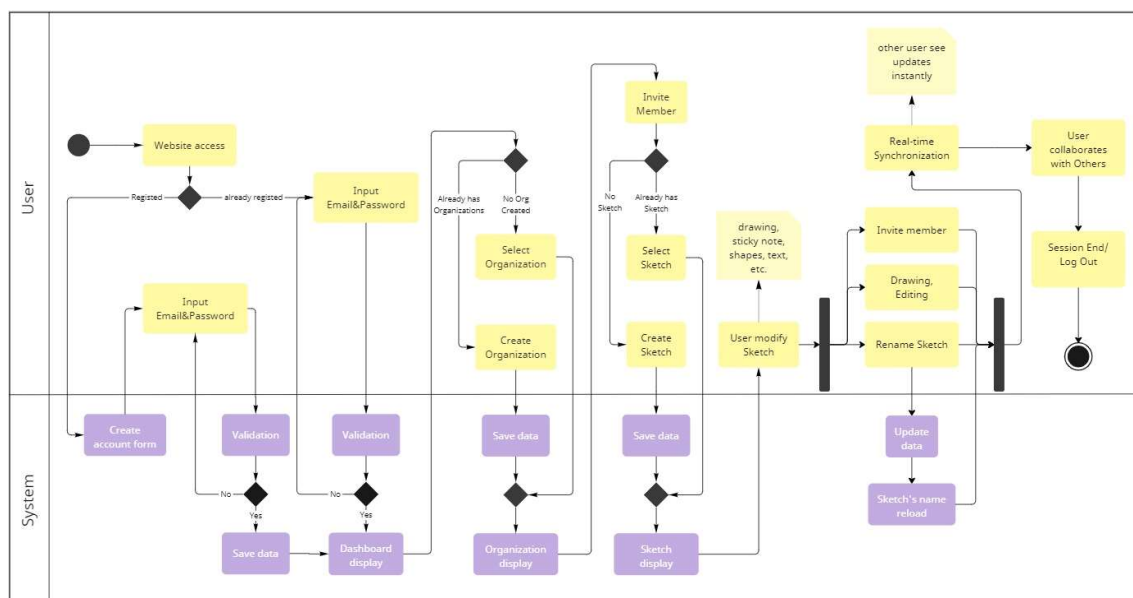 User
Website access
Registed
already registed
Input
Email&Password
Input
Email&Password
Already has
Organizations
No Org
Created
Select
Organization
Create
Organization
Invite
Member
No
Sketch
Already has
Sketch
Select
Sketch
Create
Sketch
drawing,
sticky note,
shapes, text,
etc.
User modify
Sketch
other user see
updates
instantly
Real-time
Synchronization
User
collaborates
with Others
Invite member
Drawing,
Editing
Rename Sketch
Session End/
Log Out
System
Create
account form
Validation
No
Yes
Save data
Validation
No
Yes
Dashboard
display
Save data
Organization
display
Save data
Sketch
display
Update
data
Sketch's name
reload